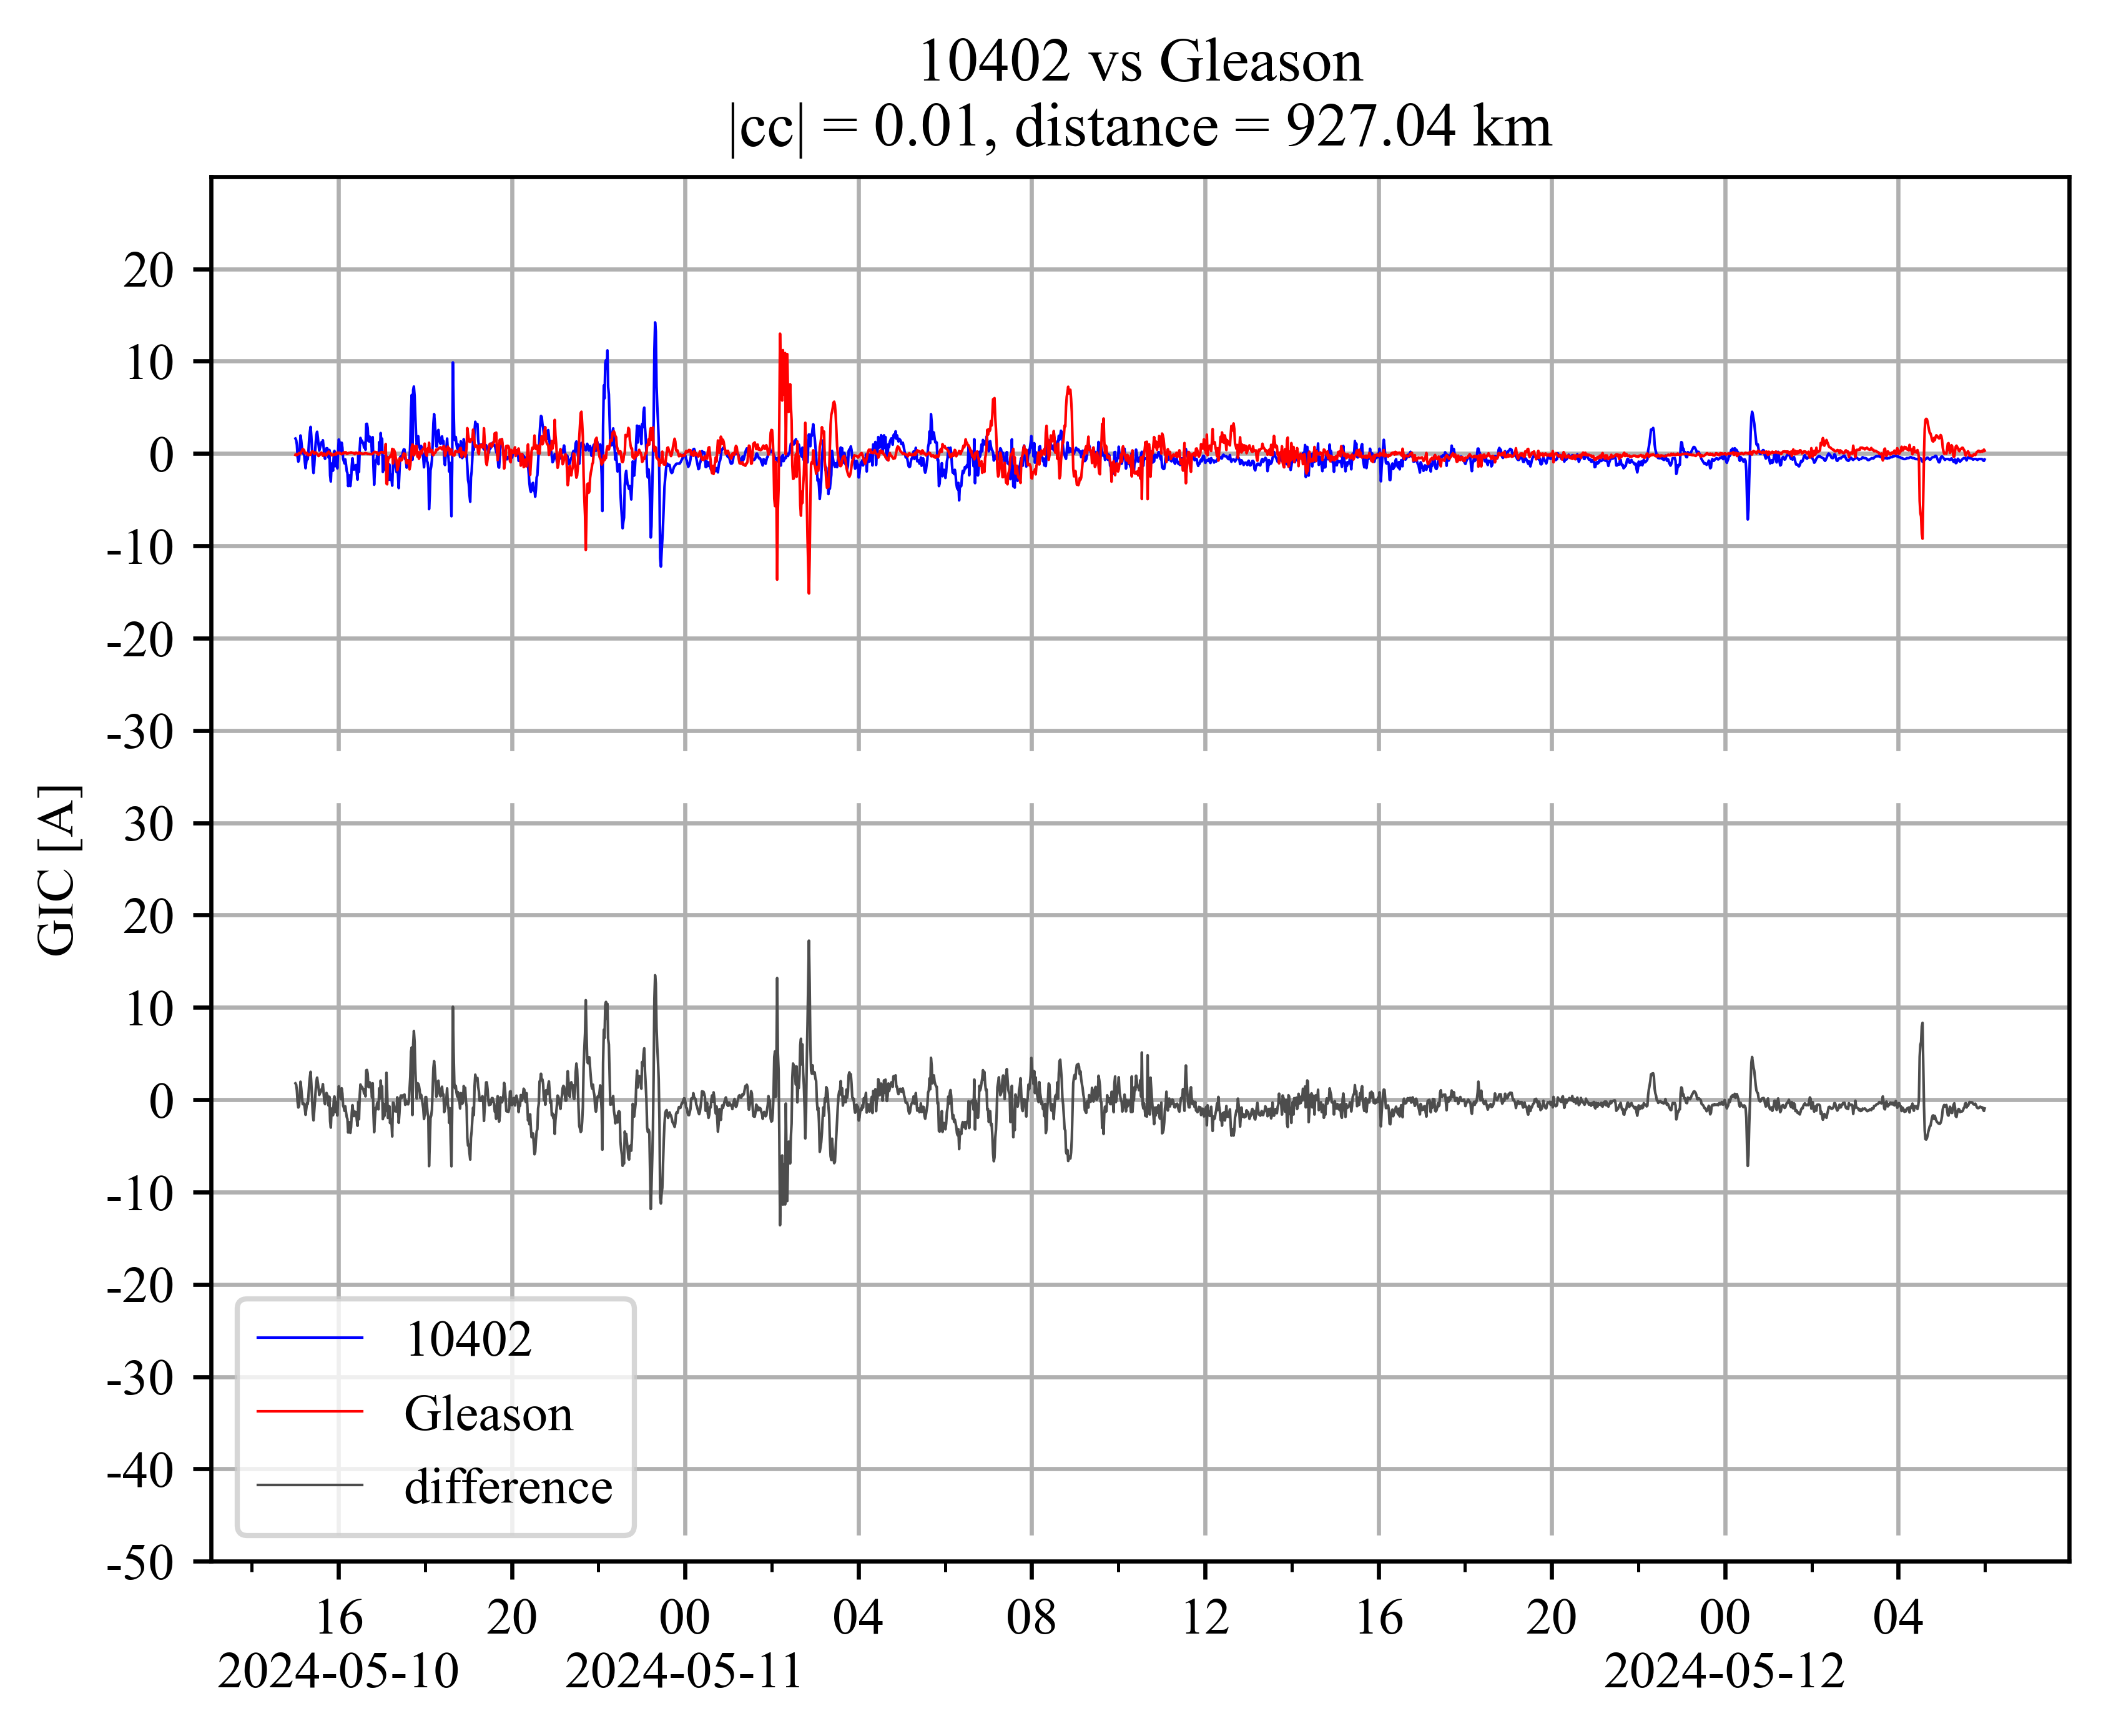 10402 vs Gleason
|cc| = 0.01, distance = 927.04 km
GIC [A]
20
10
0
-10
-20
-30
30
20
10
0
-10
-20
-30
-40
-50
10402
Gleason
difference
16 20 00 04 08 12 16 20 00 04
2024-05-10 2024-05-11 2024-05-12